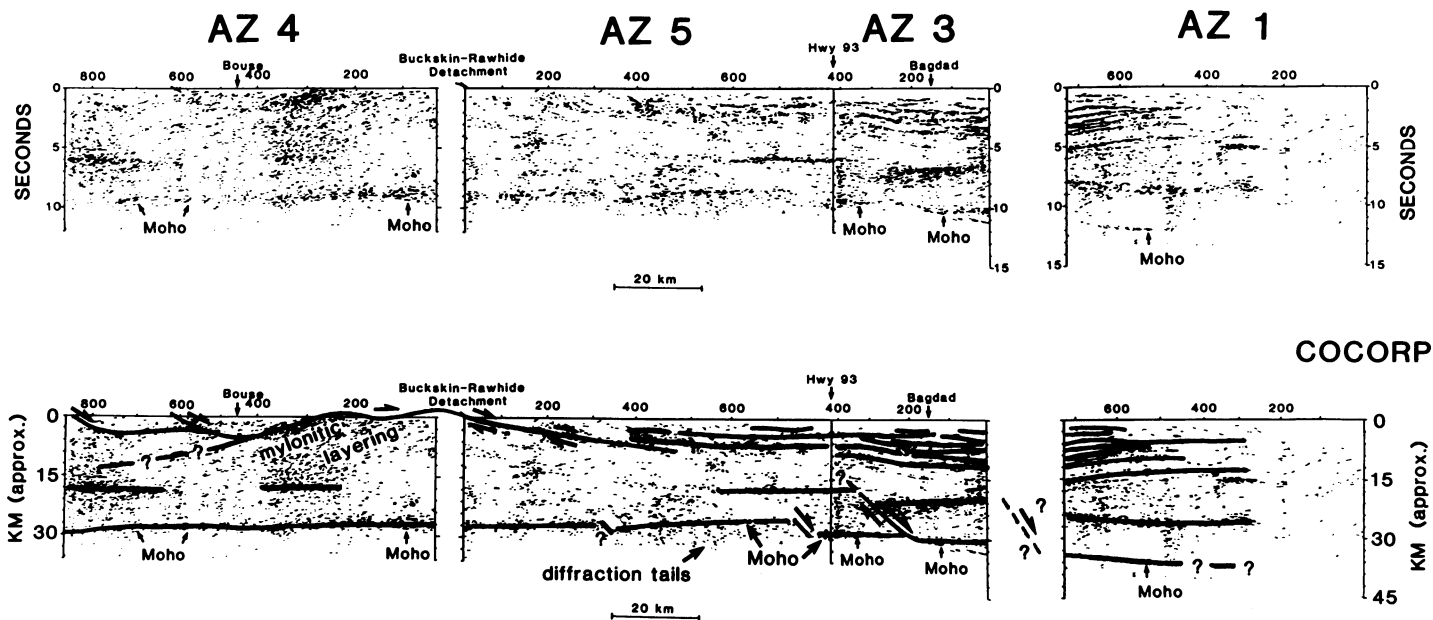 AZ 4
AZ 5
AZ 3
AZ 1
Buckskin-Rawhide
Detachment
Hwy 93
Bouse
Bagdad
800 600 400 200
200 400 600
400 200
600 400 200
0
5
10
SECONDS
0
5
10
15
0
5
10
15
0
5
10
15
SECONDS
Moho
Moho
Moho
Moho
Moho
20 km
COCORP
Buckskin-Rawhide
Detachment
Hwy 93
Bouse
Bagdad
800 600 400 200
200 400 600
400 200
600 400 200
0
15
30
KM (approx.)
mylonitic
layering
? ?
?
?
?
?
? ?
0
15
30
45
KM (approx.)
Moho
Moho
diffraction tails
Moho
Moho
Moho
Moho
20 km